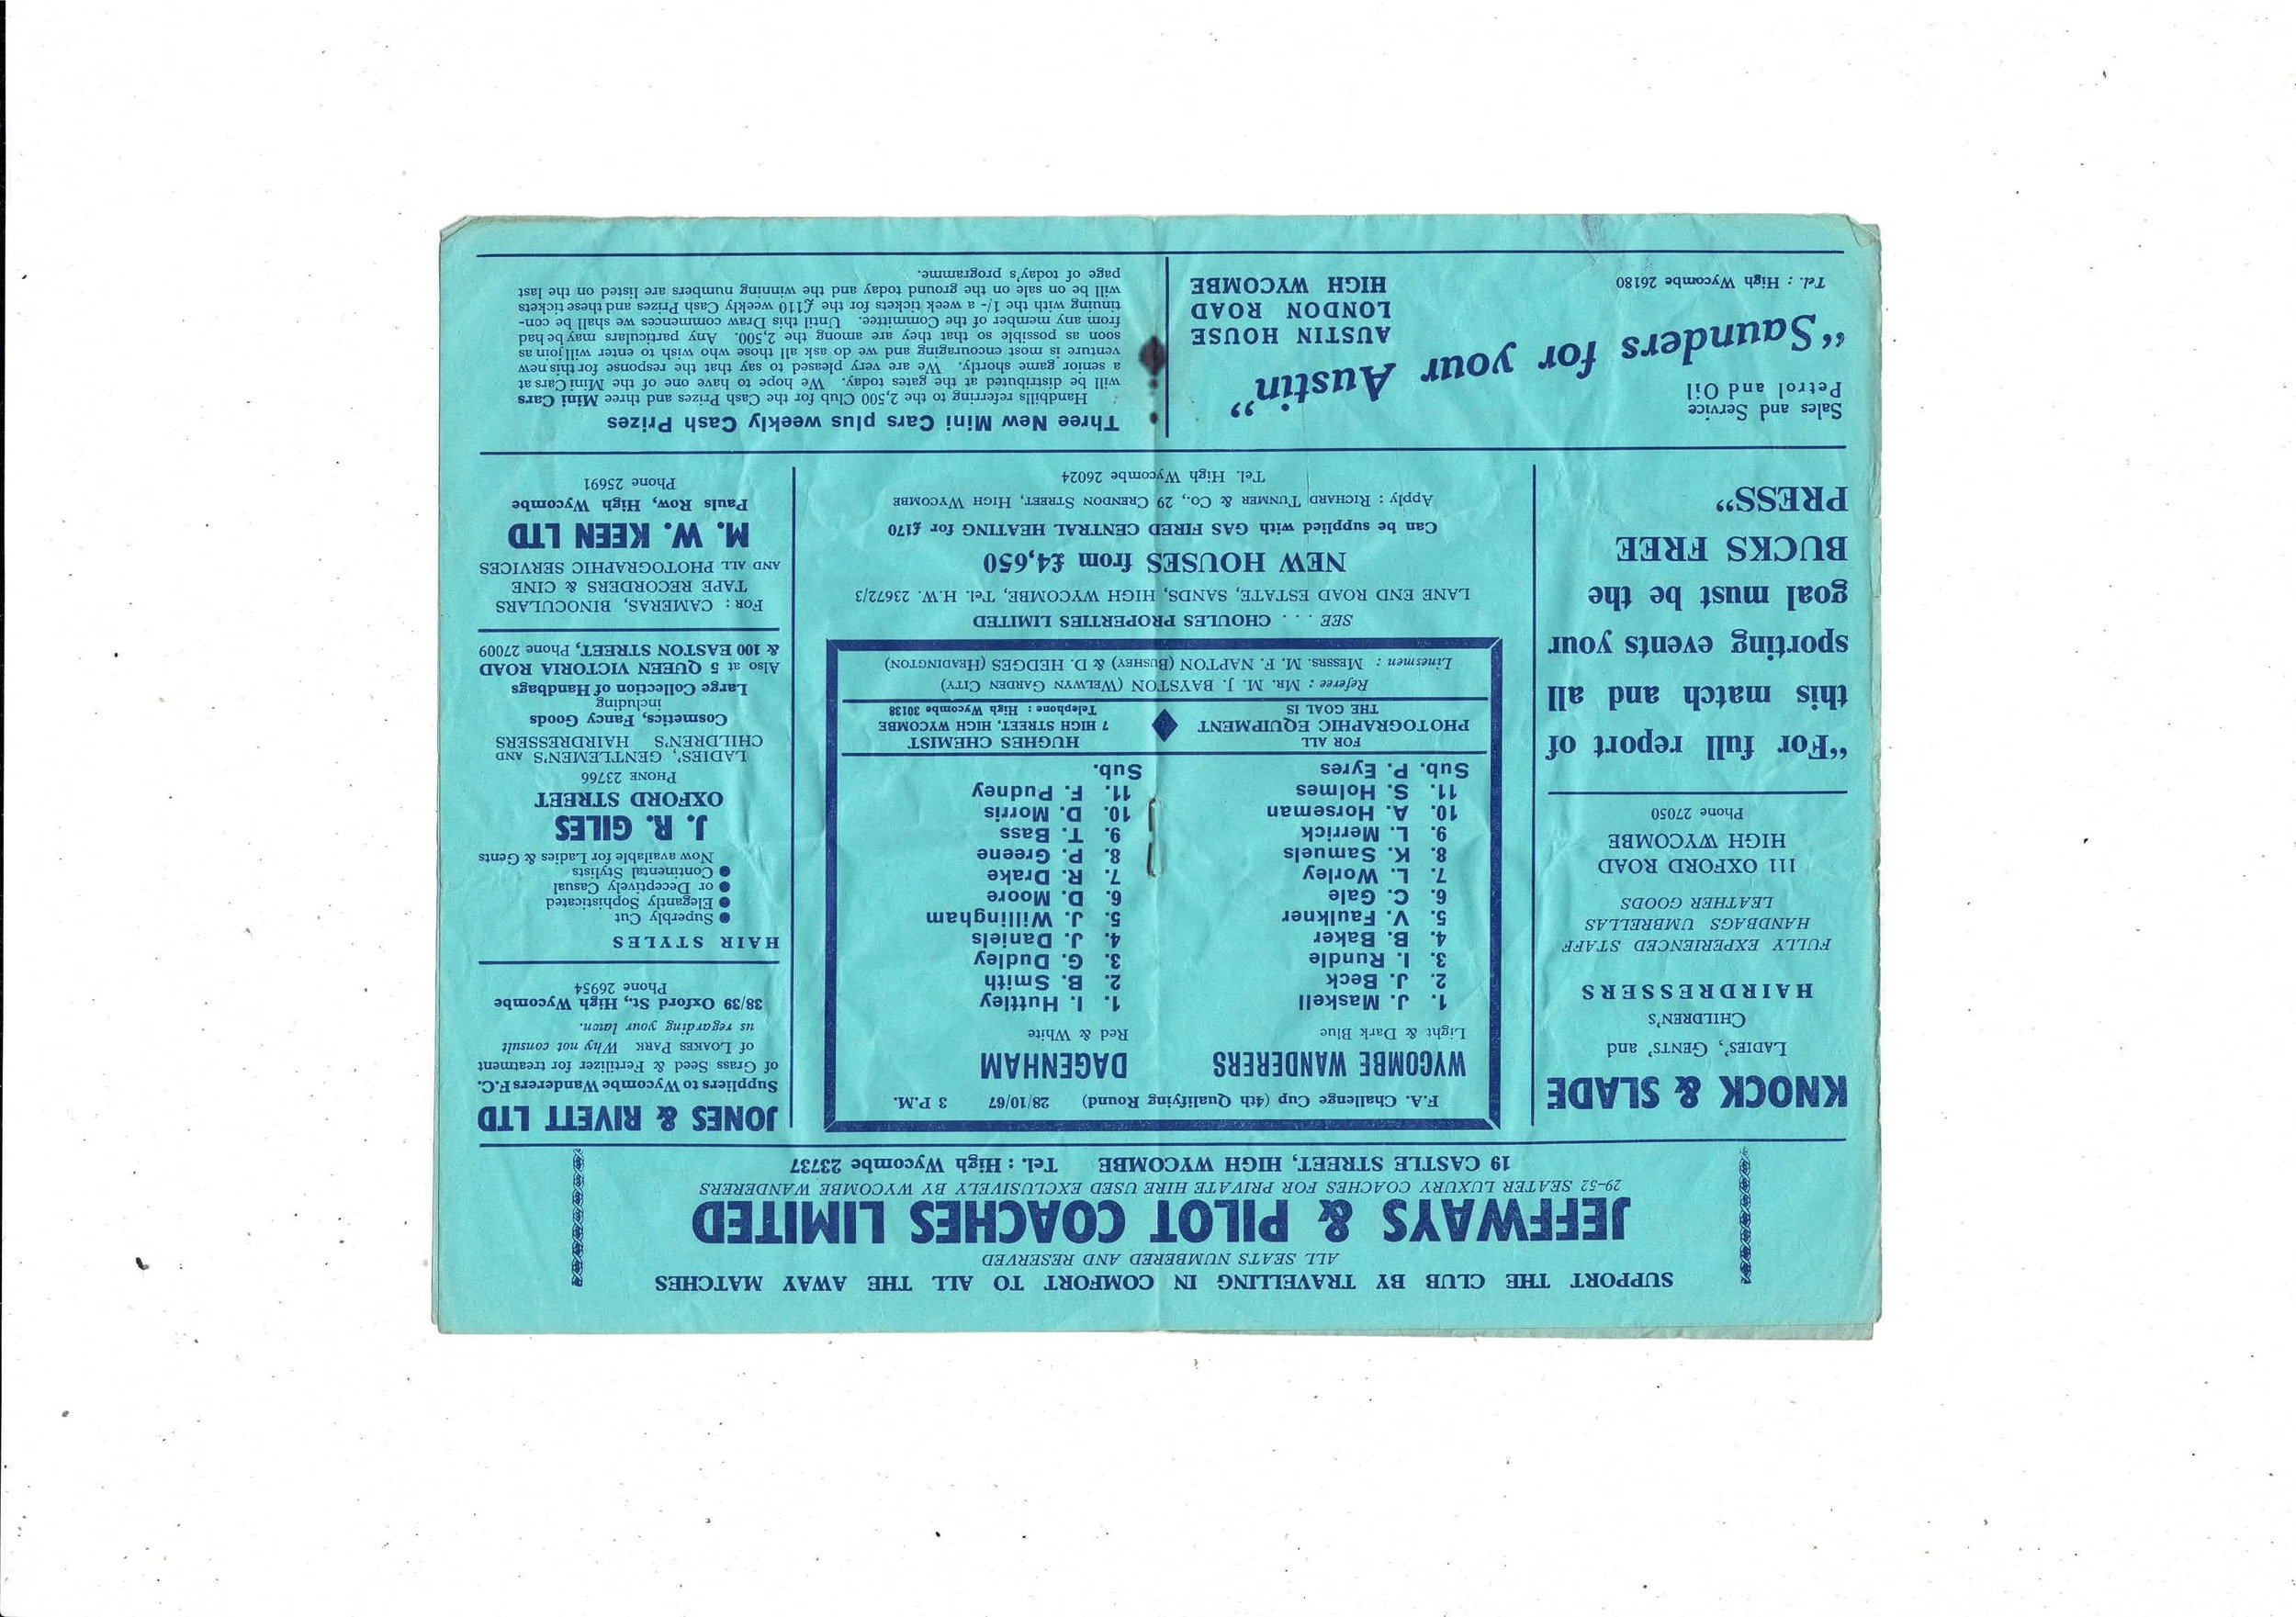 SUPPORT THE CLUB BY TRAVELLING IN COMFORT TO ALL THE AWAY MATCHES
ALL SEATS NUMBERED AND RESERVED
JEFFWAYS & PILOT COACHES LIMITED
29-52 SEATER LUXURY COACHES FOR PRIVATE HIRE USED EXCLUSIVELY BY WYCOMBE WANDERERS
19 CASTLE STREET, HIGH WYCOMBE Tel. : High Wycombe 23737
KNOCK & SLADE
LADIES', GENTS' and
CHILDREN'S
HAIRDRESSERS
FULLY EXPERIENCED STAFF
HANDBAGS UMBRELLAS
LEATHER GOODS
111 OXFORD ROAD
HIGH WYCOMBE
Phone 27050
"For full report of
this match and all
sporting events your
goal must be the
BUCKS FREE
PRESS"
F.A. Challenge Cup (4th Qualifying Round) 28/10/67 3 P.M.
WYCOMBE WANDERERS
Light & Dark Blue
1. J. Maskell
2. J. Beck
3. I. Rundle
4. B. Baker
5. V. Faulkner
6. C. Gale
7. L. Worley
8. K. Samuels
9. L. Merrick
10. A. Horseman
11. S. Holmes
Sub. P. Eyres
DAGENHAM
Red & White
1. I. Huttley
2. B. Smith
3. G. Dudley
4. J. Daniels
5. J. Willingham
6. D. Moore
7. R. Drake
8. P. Greene
9. T. Bass
10. D. Morris
11. F. Pudney
Sub.
FOR ALL
PHOTOGRAPHIC EQUIPMENT
THE GOAL IS
HUGHES CHEMIST
7 HIGH STREET, HIGH WYCOMBE
Telephone : High Wycombe 30138
Referee : MR. M. J. BAYSTON (WELWYN GARDEN CITY)
Linesmen : MESSRS. M. F. NAPTON (BUSHEY) & D. HEDGES (HEADINGTON)
SEE . . . CHOULES PROPERTIES LIMITED
LANE END ROAD ESTATE, SANDS, HIGH WYCOMBE, Tel. H.W. 23672/3
NEW HOUSES from £4,650
Can be supplied with GAS FIRED CENTRAL HEATING for £170
Apply : RICHARD TUNMER & CO., 29 CRENDON STREET, HIGH WYCOMBE
Tel. High Wycombe 26024
JONES & RIVETT LTD
Suppliers to Wycombe Wanderers F.C.
of Grass Seed & Fertilizer for treatment
of LOAKES PARK Why not consult
us regarding your lawn.
38/39 Oxford St., High Wycombe
Phone 26954
HAIR STYLES
● Superbly Cut
● Elegantly Sophisticated
● or Deceptively Casual
● Continental Stylists
Now available for Ladies & Gents
J. R. GILES
OXFORD STREET
PHONE 23766
LADIES', GENTLEMEN'S AND
CHILDREN'S HAIRDRESSERS
Cosmetics, Fancy Goods
including
Large Collection of Handbags
Also at 5 QUEEN VICTORIA ROAD
& 100 EASTON STREET, Phone 27009
FOR : CAMERAS, BINOCULARS
TAPE RECORDERS & CINE
AND ALL PHOTOGRAPHIC SERVICES
M. W. KEEN LTD
Pauls Row, High Wycombe
Phone 25691
Sales and Service
Petrol and Oil
"Saunders for your Austin"
Tel. : High Wycombe 26180
AUSTIN HOUSE
LONDON ROAD
HIGH WYCOMBE
Three New Mini Cars plus weekly Cash Prizes
Handbills referring to the 2,500 Club for the Cash Prizes and three Mini Cars
will be distributed at the gates today. We hope to have one of the Mini Cars at
a senior game shortly. We are very pleased to say that the response for this new
venture is most encouraging and we do ask all those who wish to enter will join as
soon as possible so that they are among the 2,500. Any particulars may be had
from any member of the Committee. Until this Draw commences we shall be con-
tinuing with the 1/- a week tickets for the £110 weekly Cash Prizes and these tickets
will be on sale on the ground today and the winning numbers are listed on the last
page of today's programme.